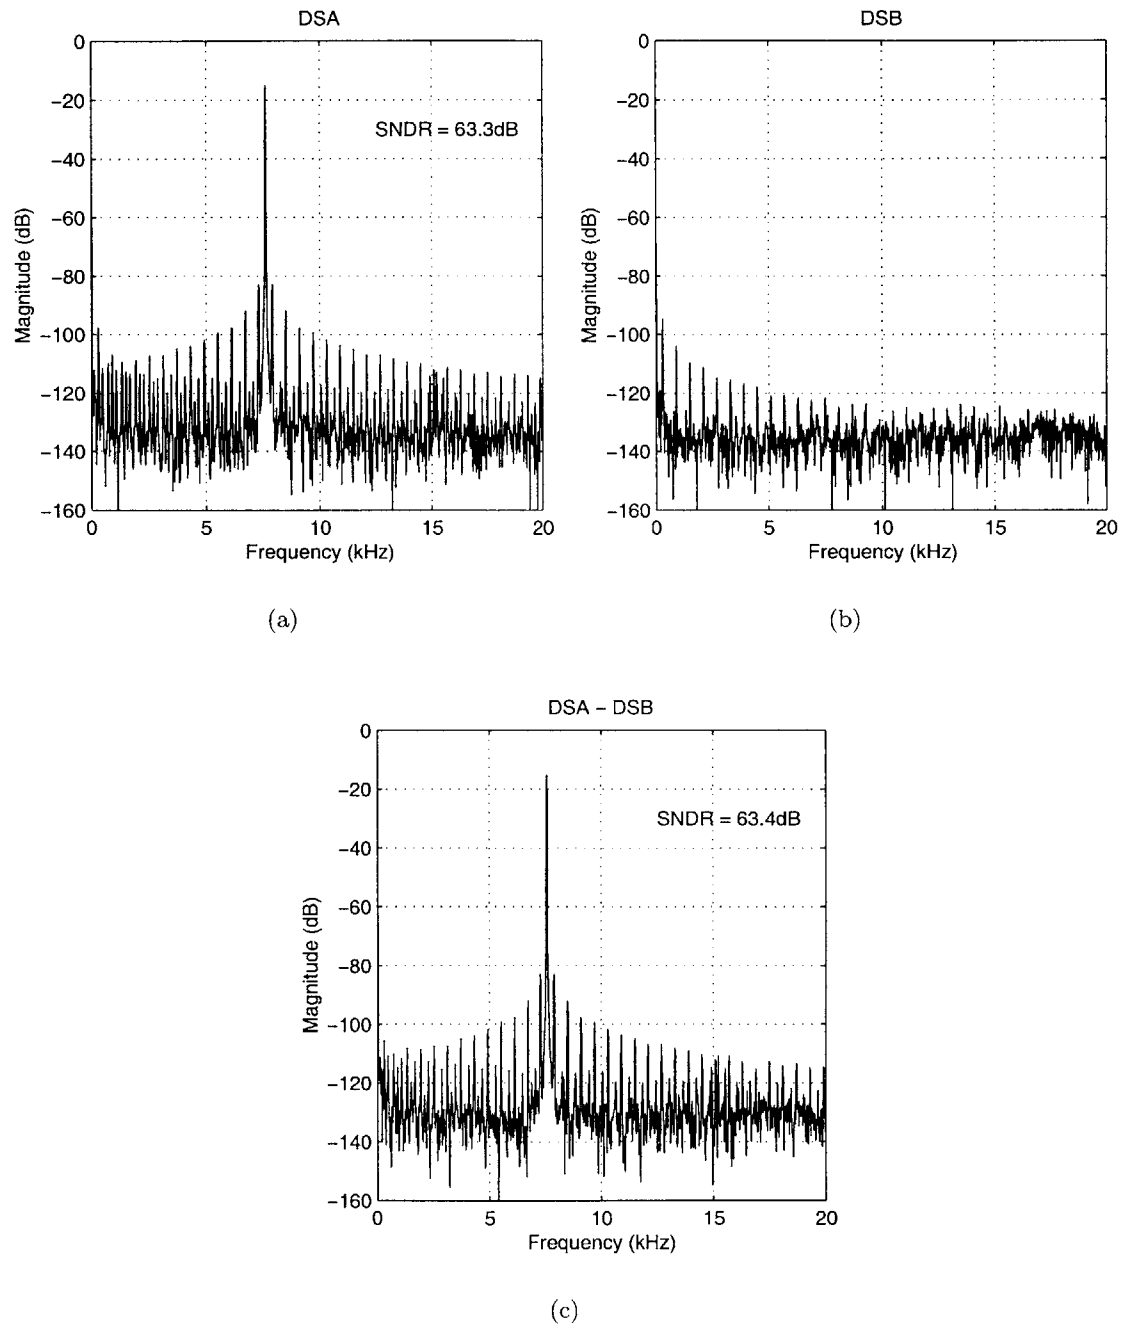 DSA
0
−20
−40
−60
−80
−100
−120
−140
−160
Magnitude (dB)
SNDR = 63.3dB
0 5 10 15 20
Frequency (kHz)
(a)
DSB
0
−20
−40
−60
−80
−100
−120
−140
−160
Magnitude (dB)
0 5 10 15 20
Frequency (kHz)
(b)
DSA − DSB
0
−20
−40
−60
−80
−100
−120
−140
−160
Magnitude (dB)
SNDR = 63.4dB
0 5 10 15 20
Frequency (kHz)
(c)